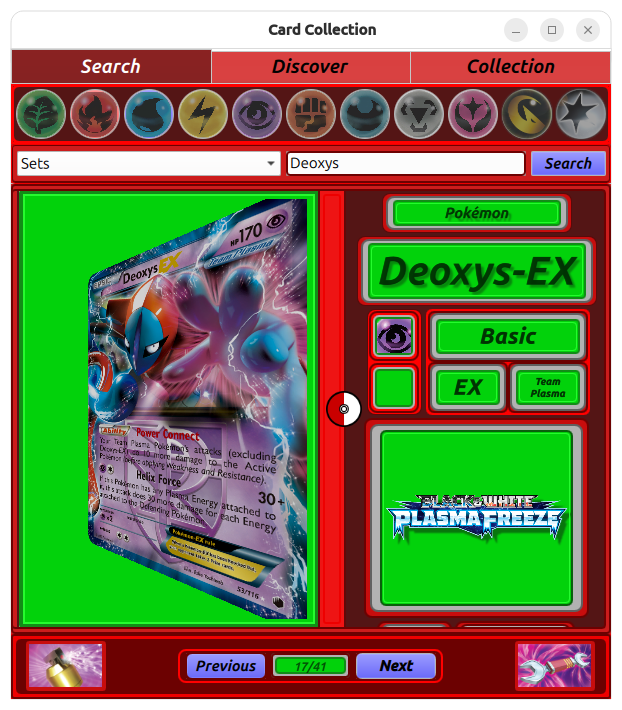 Card Collection
Search
Discover
Collection
Sets
Deoxys
Search
Deoxys EX
HP 170
Team Plasma
Ability
Power Connect
Your Team Plasma Pokémon's attacks (excluding
Deoxys-EX) do 10 more damage to the Active
Pokémon (before applying Weakness and Resistance).
Helix Force
30+
If this Pokémon has any Plasma Energy attached to
it, this attack does 30 more damage for each Energy
attached to the Defending Pokémon.
Pokémon-EX rule
53/116
Pokémon
Deoxys-EX
Basic
EX
Team
Plasma
BLACK & WHITE
PLASMA FREEZE
Previous
17/41
Next